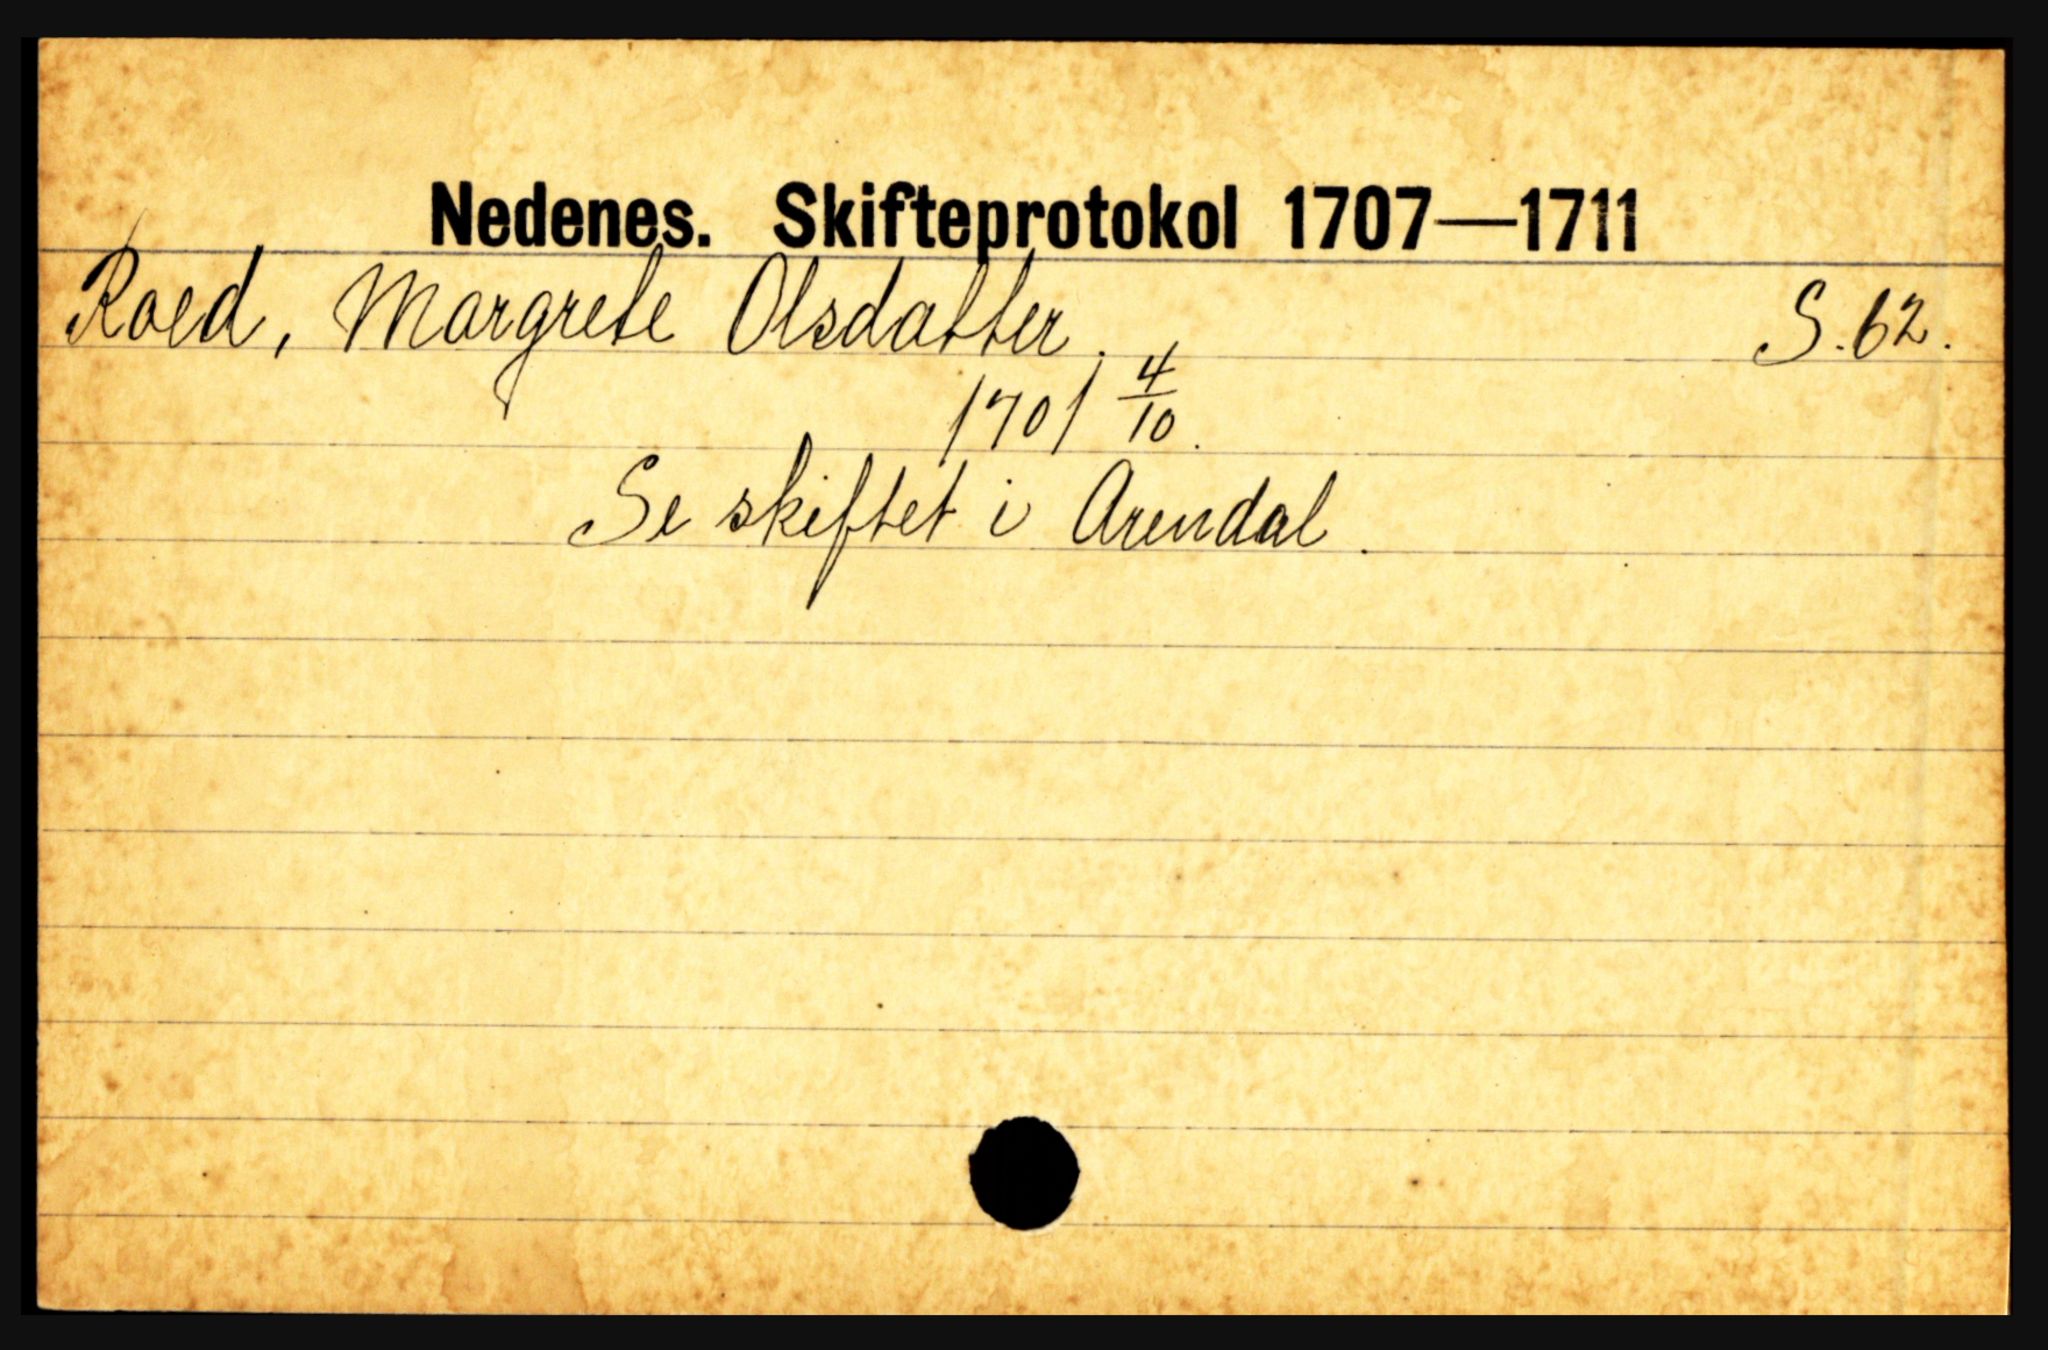 Nedenes. Skifteprotokol 1707—1711
Roed, Margrete Olsdatter. S. 62.
1701 4/10.
Se skiftet i Arendal.